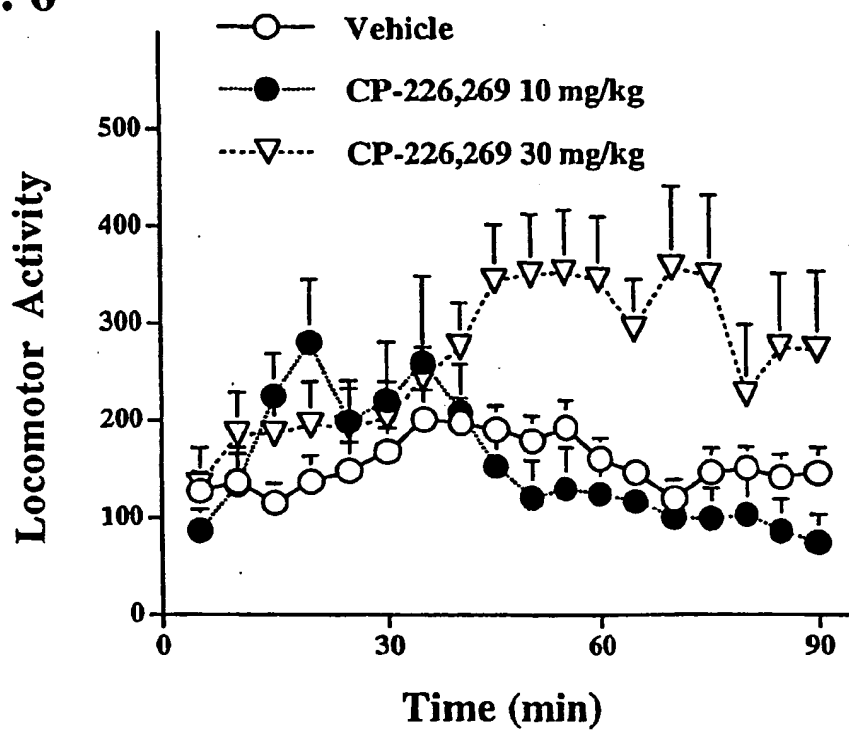 . 6
Vehicle
CP-226,269 10 mg/kg
CP-226,269 30 mg/kg
Locomotor Activity
500
400
300
200
100
0
0 30 60 90
Time (min)